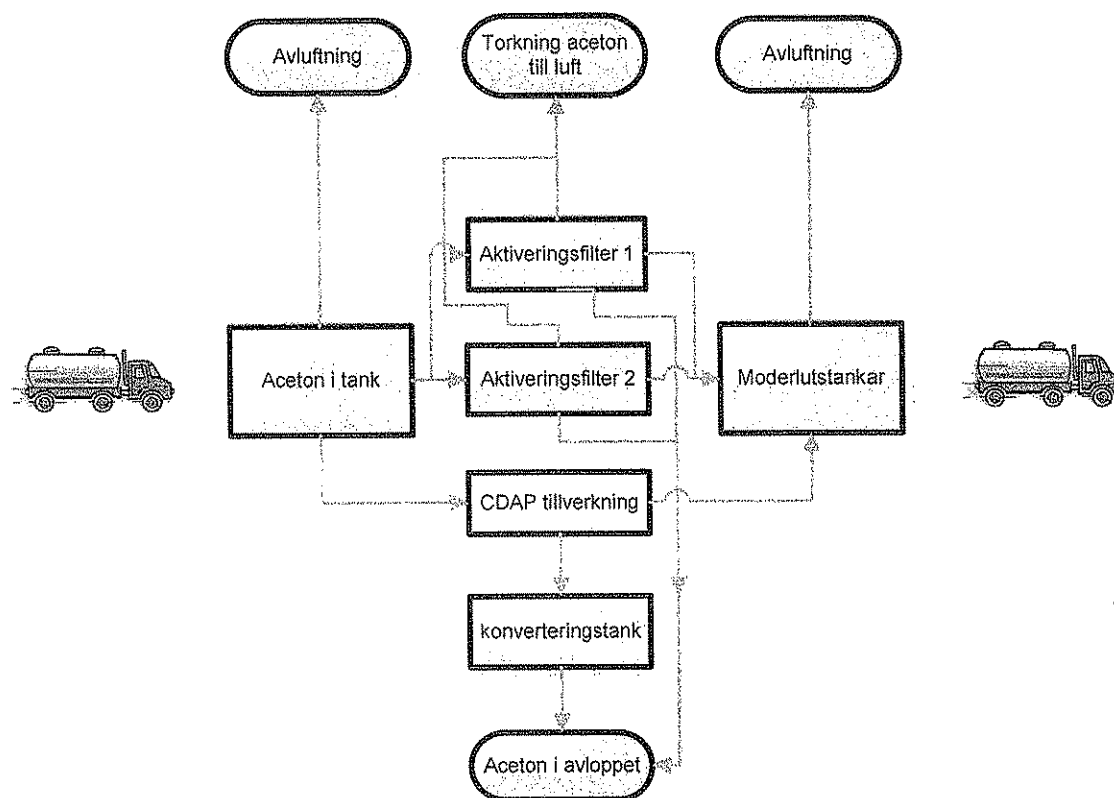 Avluftning
Torkning aceton
till luft
Avluftning
Aktiveringsfilter 1
Aceton i tank
Aktiveringsfilter 2
Moderlutstankar
CDAP tillverkning
konverteringstank
Aceton i avloppet